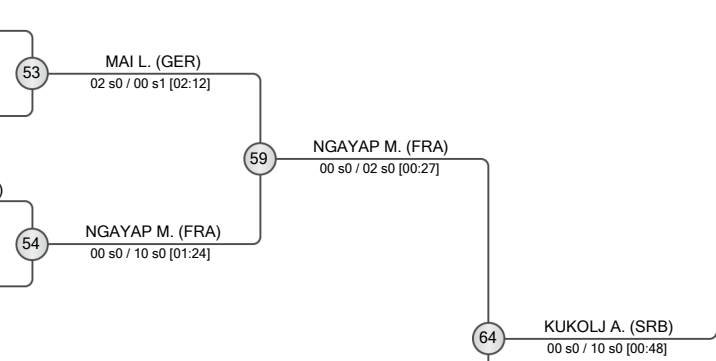 53
MAI L. (GER)
02 s0 / 00 s1 [02:12]
59
NGAYAP M. (FRA)
00 s0 / 02 s0 [00:27]
)
54
NGAYAP M. (FRA)
00 s0 / 10 s0 [01:24]
64
KUKOLJ A. (SRB)
00 s0 / 10 s0 [00:48]